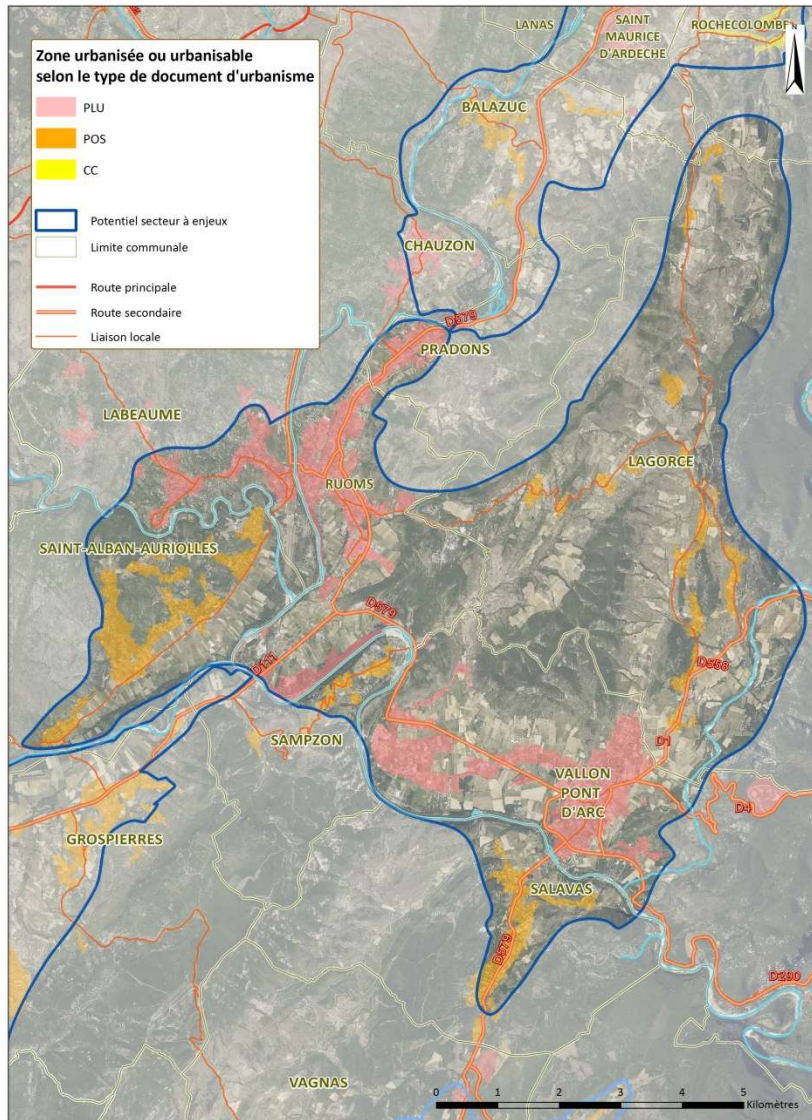 Zone urbanisée ou urbanisable
selon le type de document d'urbanisme
PLU
POS
CC
Potentiel secteur à enjeux
Limite communale
Route principale
Route secondaire
Liaison locale
LANAS
SAINT
MAURICE
D'ARDECHE
ROCHECOLOMBE
N
BALAZUC
CHAUZON
D579
PRADONS
LABEAUME
RUOMS
LAGORCE
SAINT-ALBAN-AURIOLLES
D579
D111
D558
SAMPZON
D1
VALLON
PONT
D'ARC
D4
GROSPIERRES
SALAVAS
D579
D290
VAGNAS
0 1 2 3 4 5
Kilomètres